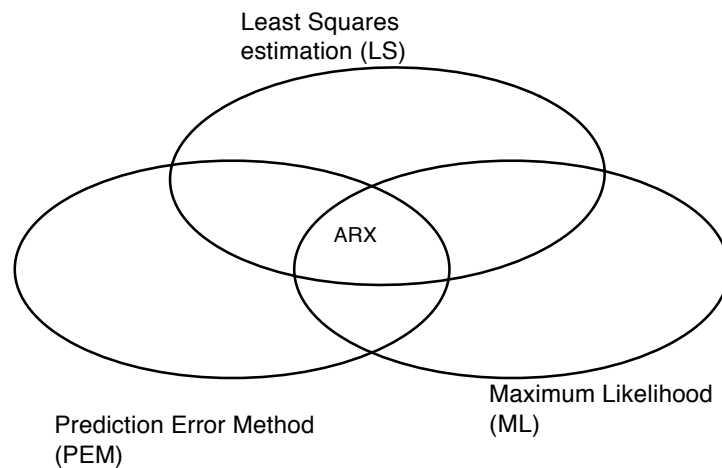 Least Squares
estimation (LS)
ARX
Maximum Likelihood
(ML)
Prediction Error Method
(PEM)